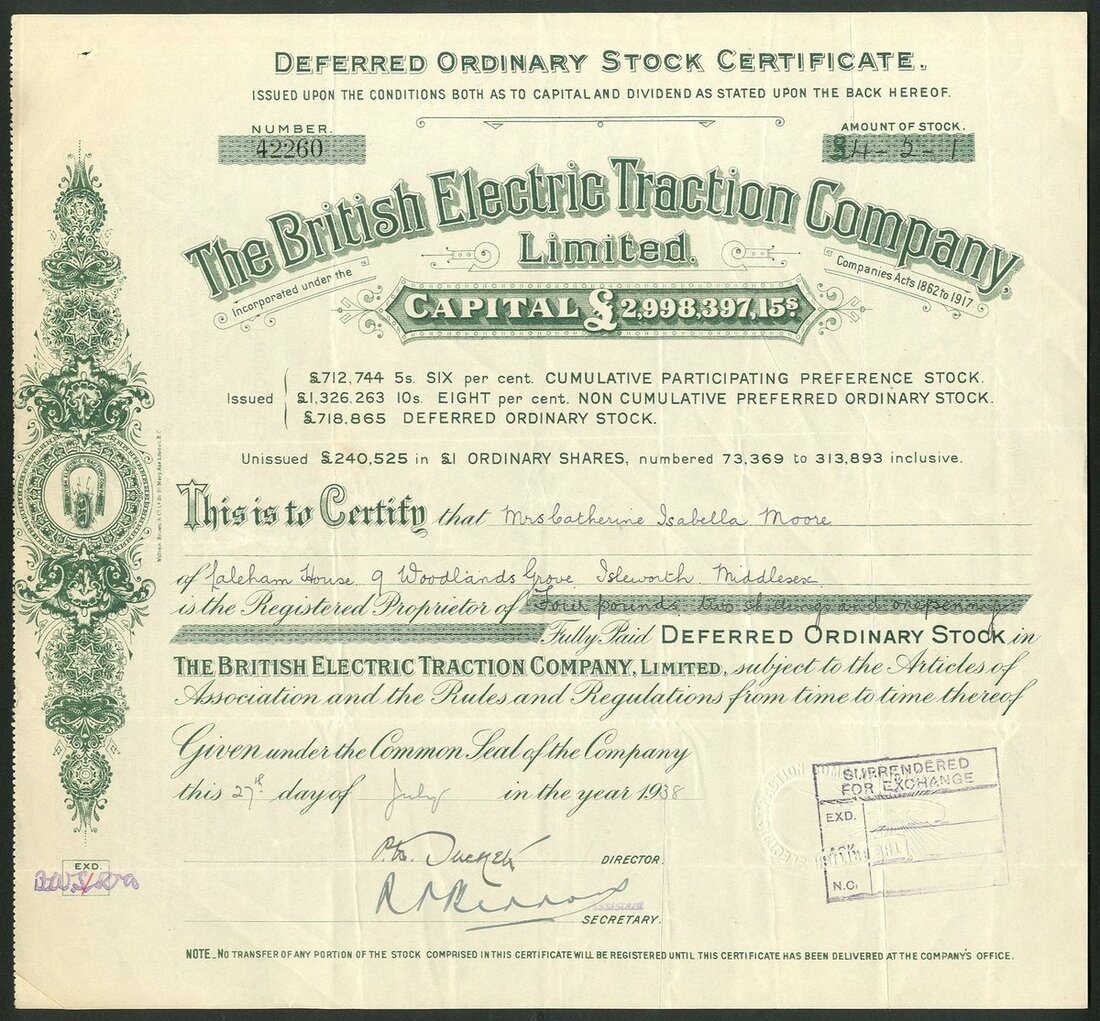 DEFERRED ORDINARY STOCK CERTIFICATE.
ISSUED UPON THE CONDITIONS BOTH AS TO CAPITAL AND DIVIDEND AS STATED UPON THE BACK HEREOF.
NUMBER.
42260
AMOUNT OF STOCK.
£4-2-1
The British Electric Traction Company,
Limited.
Incorporated under the
Companies Acts 1862 to 1917
CAPITAL £2,998,397,15s
Issued
£712,744 5s. SIX per cent. CUMULATIVE PARTICIPATING PREFERENCE STOCK.
£1,326,263 10s. EIGHT per cent. NON CUMULATIVE PREFERRED ORDINARY STOCK.
£718,865 DEFERRED ORDINARY STOCK.
Unissued £240,525 in £1 ORDINARY SHARES, numbered 73,369 to 313,893 inclusive.
This is to Certify that Mrs Catherine Isabella Moore
of Laleham House, 9 Woodlands Grove, Isleworth, Middlesex
is the Registered Proprietor of Four pounds, two shillings and one penny
Fully Paid DEFERRED ORDINARY STOCK in
THE BRITISH ELECTRIC TRACTION COMPANY, LIMITED, subject to the Articles of
Association and the Rules and Regulations from time to time thereof
Given under the Common Seal of the Company
this 27th day of July in the year 1938
DIRECTOR.
SECRETARY.
SURRENDERED
FOR EXCHANGE
EXD.
N.C.
EXD.
NOTE_NO TRANSFER OF ANY PORTION OF THE STOCK COMPRISED IN THIS CERTIFICATE WILL BE REGISTERED UNTIL THIS CERTIFICATE HAS BEEN DELIVERED AT THE COMPANY'S OFFICE.